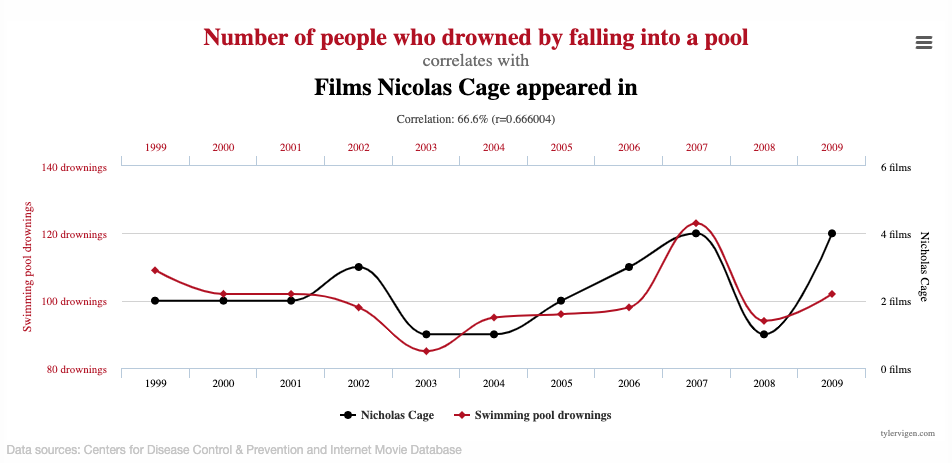 Number of people who drowned by falling into a pool
correlates with
Films Nicolas Cage appeared in
Correlation: 66.6% (r=0.666004)
1999 2000 2001 2002 2003 2004 2005 2006 2007 2008 2009
140 drownings 6 films
120 drownings 4 films
100 drownings 2 films
80 drownings 0 films
Swimming pool drownings
Nicholas Cage
1999 2000 2001 2002 2003 2004 2005 2006 2007 2008 2009
Nicholas Cage Swimming pool drownings
tylervigen.com
Data sources: Centers for Disease Control & Prevention and Internet Movie Database